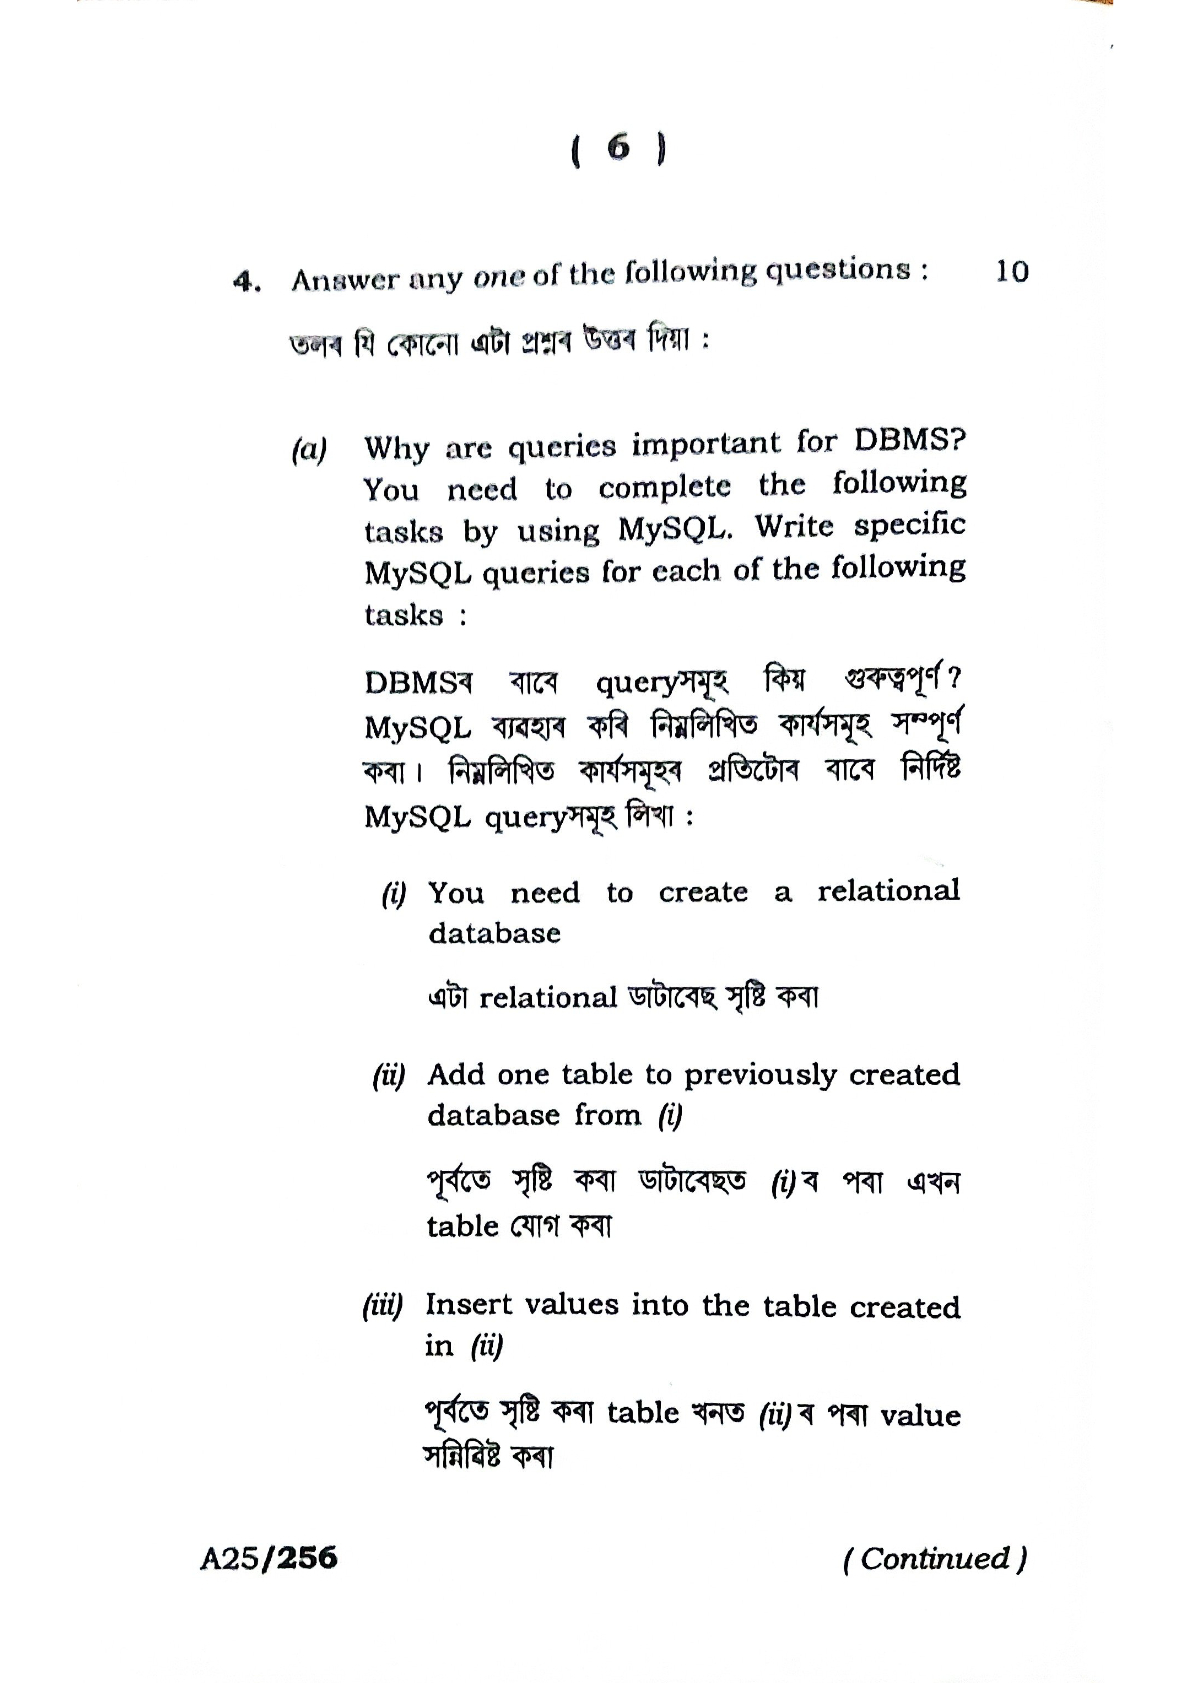 ( 6 )
4. Answer any one of the following questions : 10
তলৰ যি কোনো এটা প্ৰশ্নৰ উত্তৰ দিয়া :
(a) Why are queries important for DBMS?
You need to complete the following
tasks by using MySQL. Write specific
MySQL queries for each of the following
tasks :
DBMSৰ বাবে queryসমূহ কিয় গুৰুত্বপূৰ্ণ ?
MySQL ব্যৱহাৰ কৰি নিম্নলিখিত কাৰ্যসমূহ সম্পূৰ্ণ
কৰা। নিম্নলিখিত কাৰ্যসমূহৰ প্ৰতিটোৰ বাবে নিৰ্দিষ্ট
MySQL queryসমূহ লিখা :
(i) You need to create a relational
database
এটা relational ডাটাবেছ সৃষ্টি কৰা
(ii) Add one table to previously created
database from (i)
পূৰ্বতে সৃষ্টি কৰা ডাটাবেছত (i)ৰ পৰা এখন
table যোগ কৰা
(iii) Insert values into the table created
in (ii)
পূৰ্বতে সৃষ্টি কৰা table খনত (ii)ৰ পৰা value
সন্নিবিষ্ট কৰা
A25/256 ( Continued )